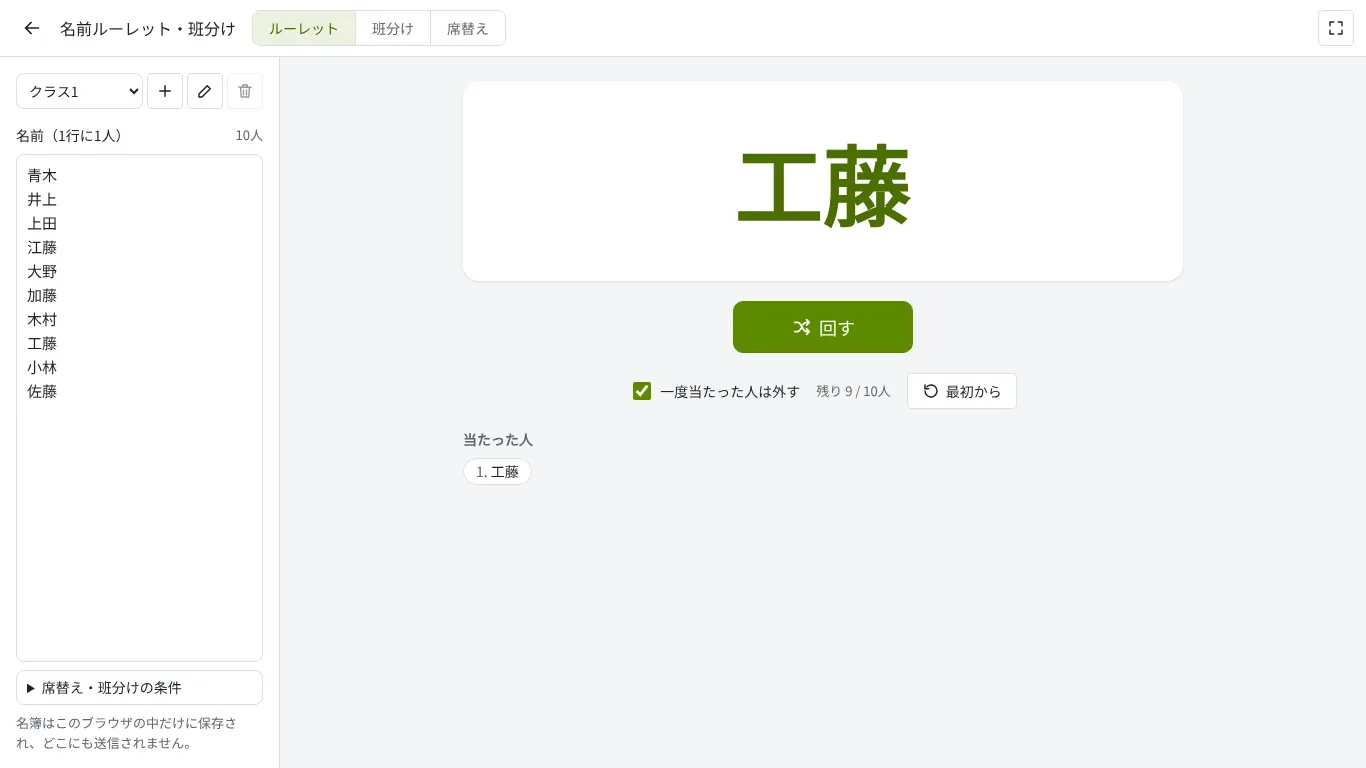 名前ルーレット・班分け
ルーレット
班分け
席替え
クラス1
名前（1行に1人）
10人
青木
井上
上田
江藤
大野
加藤
木村
工藤
小林
佐藤
席替え・班分けの条件
名簿はこのブラウザの中だけに保存さ
れ、どこにも送信されません。
工藤
回す
一度当たった人は外す
残り 9 / 10人
最初から
当たった人
1. 工藤